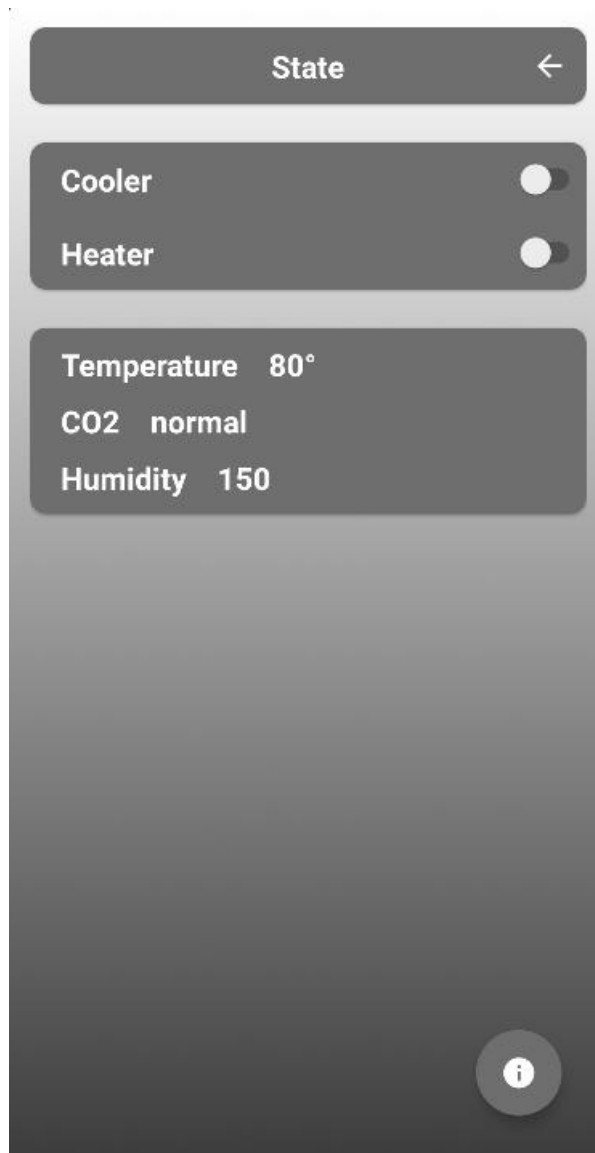 State
Cooler
Heater
Temperature 80°
CO2 normal
Humidity 150